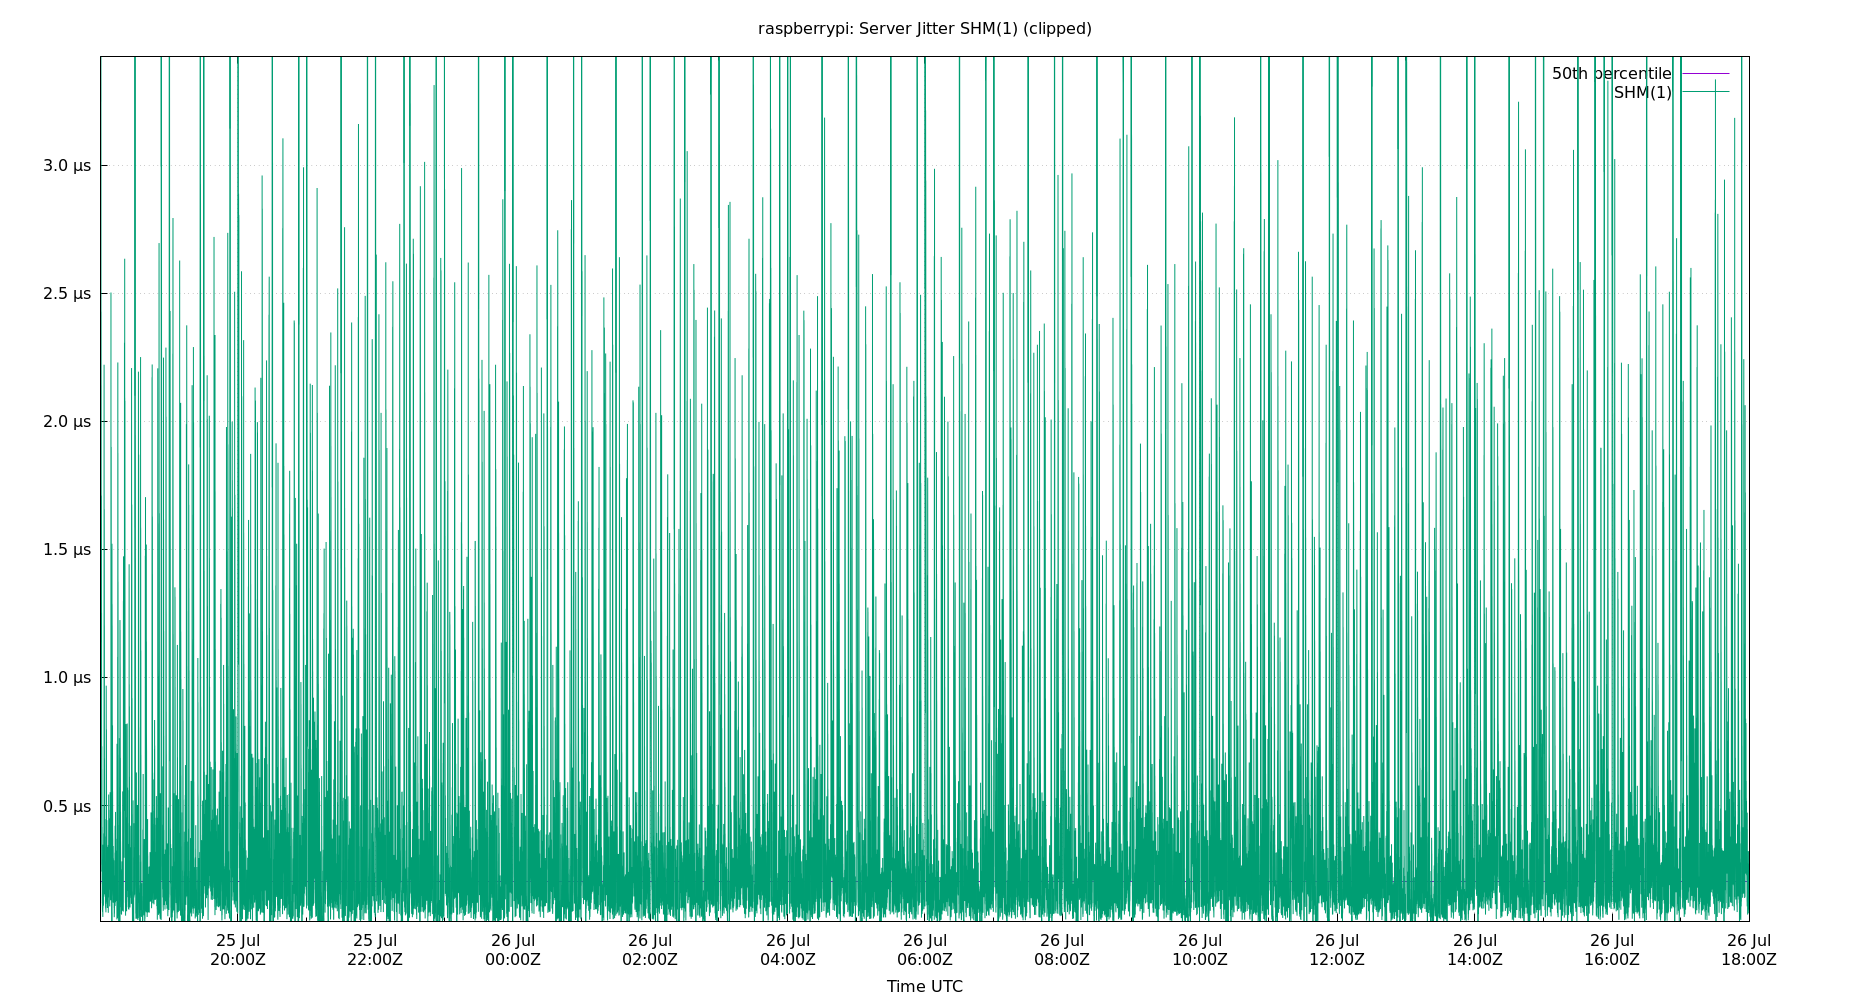 raspberrypi: Server Jitter SHM(1) (clipped)
50th percentile
SHM(1)
3.0 µs
2.5 µs
2.0 µs
1.5 µs
1.0 µs
0.5 µs
25 Jul 25 Jul 26 Jul 26 Jul 26 Jul 26 Jul 26 Jul 26 Jul 26 Jul 26 Jul 26 Jul 26 Jul
20:00Z 22:00Z 00:00Z 02:00Z 04:00Z 06:00Z 08:00Z 10:00Z 12:00Z 14:00Z 16:00Z 18:00Z
Time UTC